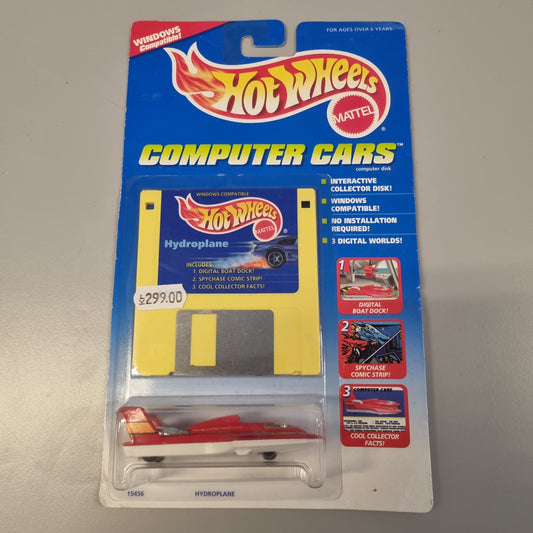 WINDOWS
Compatible!
FOR AGES OVER 6 YEARS.
HOT WHEELS
MATTEL
®
COMPUTER CARS™
computer disk
INTERACTIVE
COLLECTOR DISK!
WINDOWS
COMPATIBLE!
NO INSTALLATION
REQUIRED!
3 DIGITAL WORLDS!
WINDOWS COMPATIBLE
HOT WHEELS
MATTEL
Hydroplane
INCLUDES:
1. DIGITAL BOAT DOCK!
2. SPYCHASE COMIC STRIP!
3. COOL COLLECTOR FACTS!
299.00
1
DIGITAL
BOAT DOCK!
2
SPYCHASE
COMIC STRIP!
3
COMPUTER CARS
COOL COLLECTOR
FACTS!
15456
HYDROPLANE